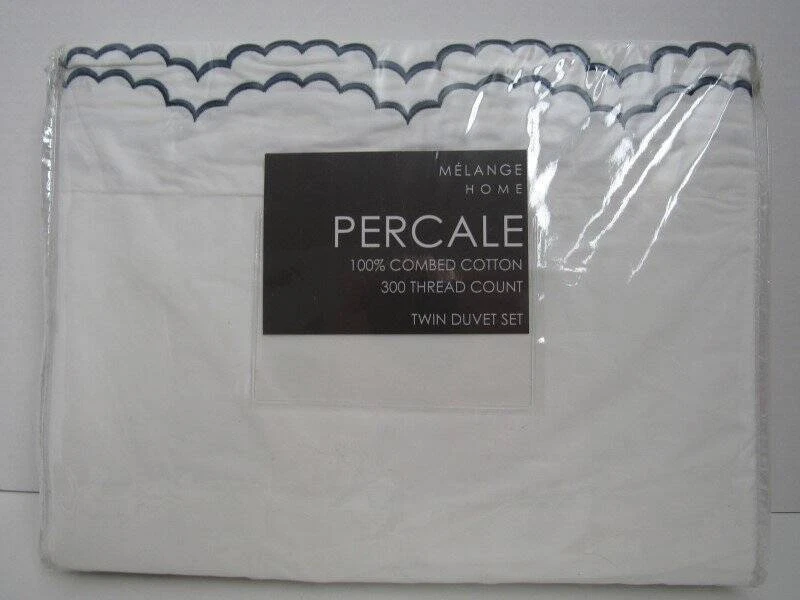 MÉLANGE
HOME
PERCALE
100% COMBED COTTON
300 THREAD COUNT
TWIN DUVET SET